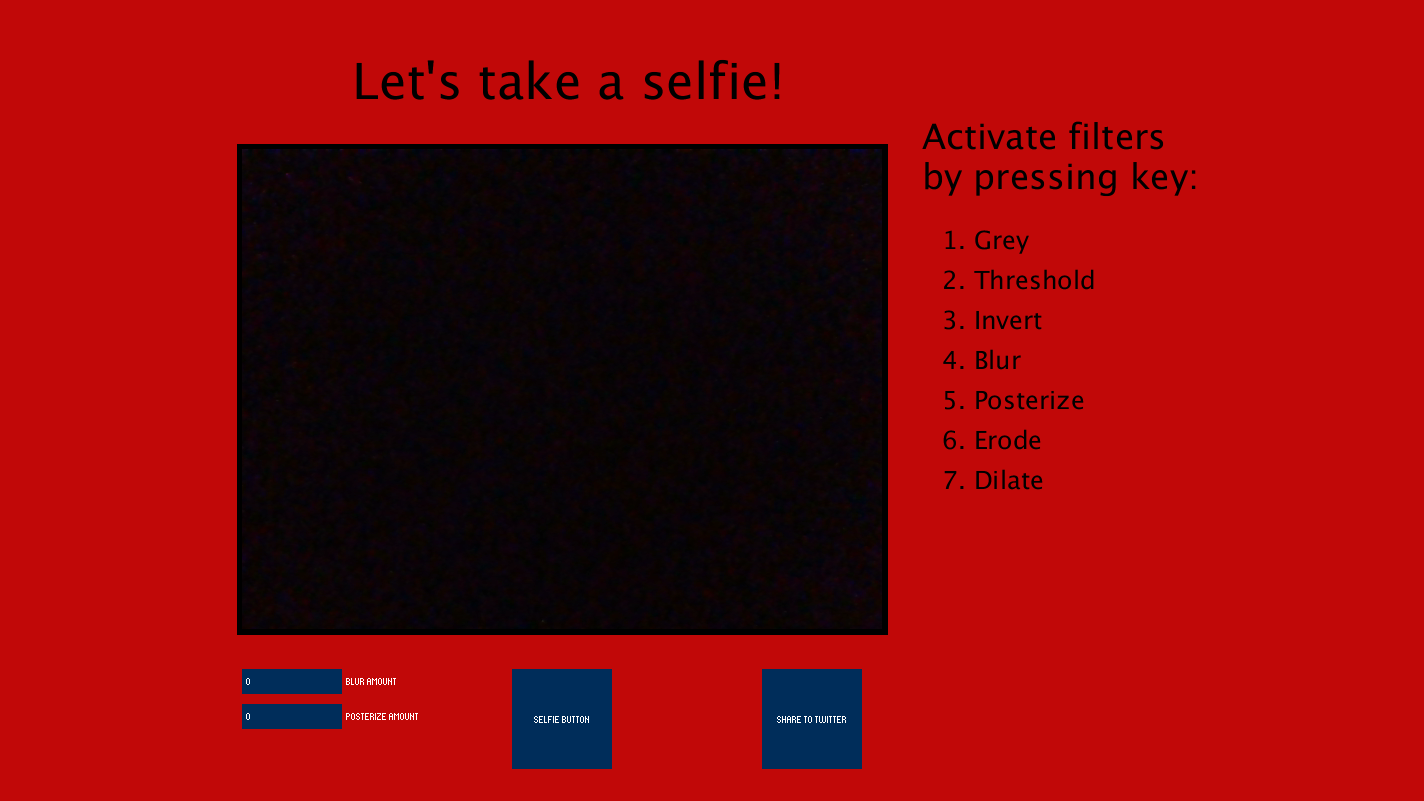 Let's take a selfie!
Activate filters
by pressing key:
1. Grey
2. Threshold
3. Invert
4. Blur
5. Posterize
6. Erode
7. Dilate
0 BLUR AMOUNT
0 POSTERIZE AMOUNT
SELFIE BUTTON
SHARE TO TWITTER